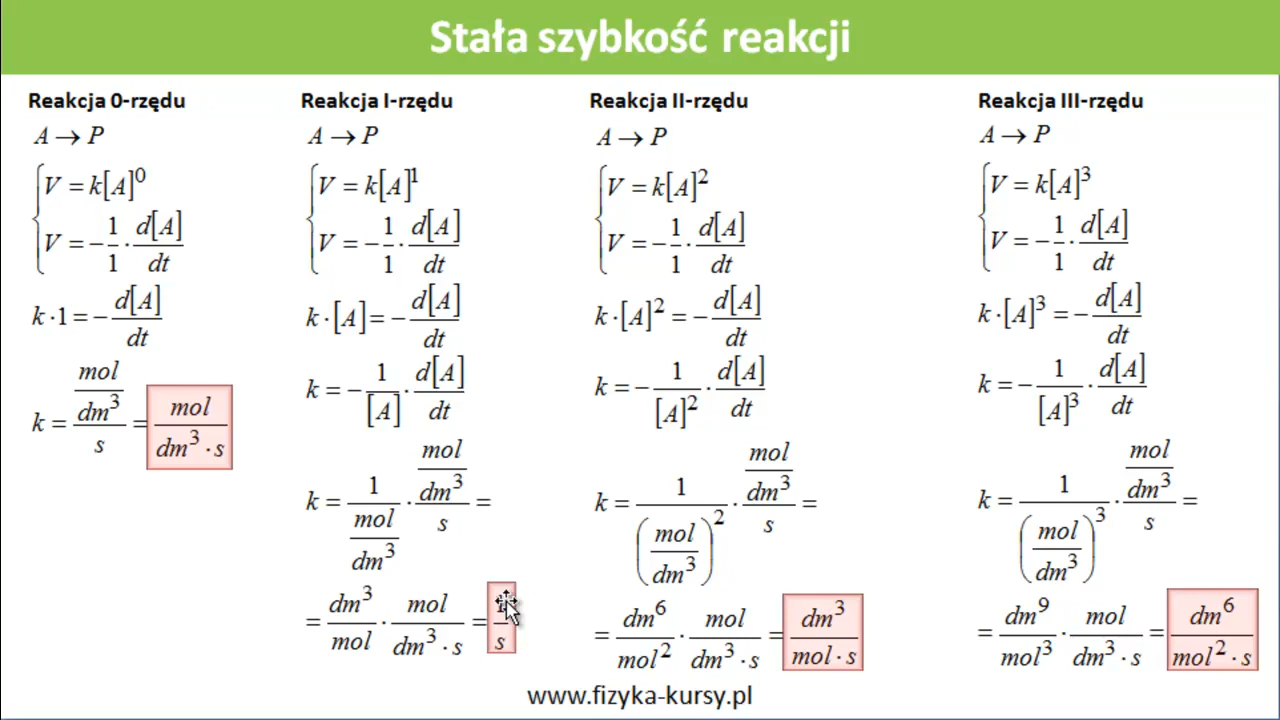 Stała szybkość reakcji
Reakcja 0-rzędu
A → P
V = k[A]^0
V = -1/1 · d[A]/dt
k · 1 = -d[A]/dt
k = (mol/dm^3)/s = mol/(dm^3 · s)
Reakcja I-rzędu
A → P
V = k[A]^1
V = -1/1 · d[A]/dt
k · [A] = -d[A]/dt
k = -1/[A] · d[A]/dt
k = 1/(mol/dm^3) · (mol/dm^3)/s =
= dm^3/mol · mol/(dm^3 · s) = 1/s
Reakcja II-rzędu
A → P
V = k[A]^2
V = -1/1 · d[A]/dt
k · [A]^2 = -d[A]/dt
k = -1/[A]^2 · d[A]/dt
k = 1/(mol/dm^3)^2 · (mol/dm^3)/s =
= dm^6/mol^2 · mol/(dm^3 · s) = dm^3/(mol · s)
Reakcja III-rzędu
A → P
V = k[A]^3
V = -1/1 · d[A]/dt
k · [A]^3 = -d[A]/dt
k = -1/[A]^3 · d[A]/dt
k = 1/(mol/dm^3)^3 · (mol/dm^3)/s =
= dm^9/mol^3 · mol/(dm^3 · s) = dm^6/(mol^2 · s)
www.fizyka-kursy.pl